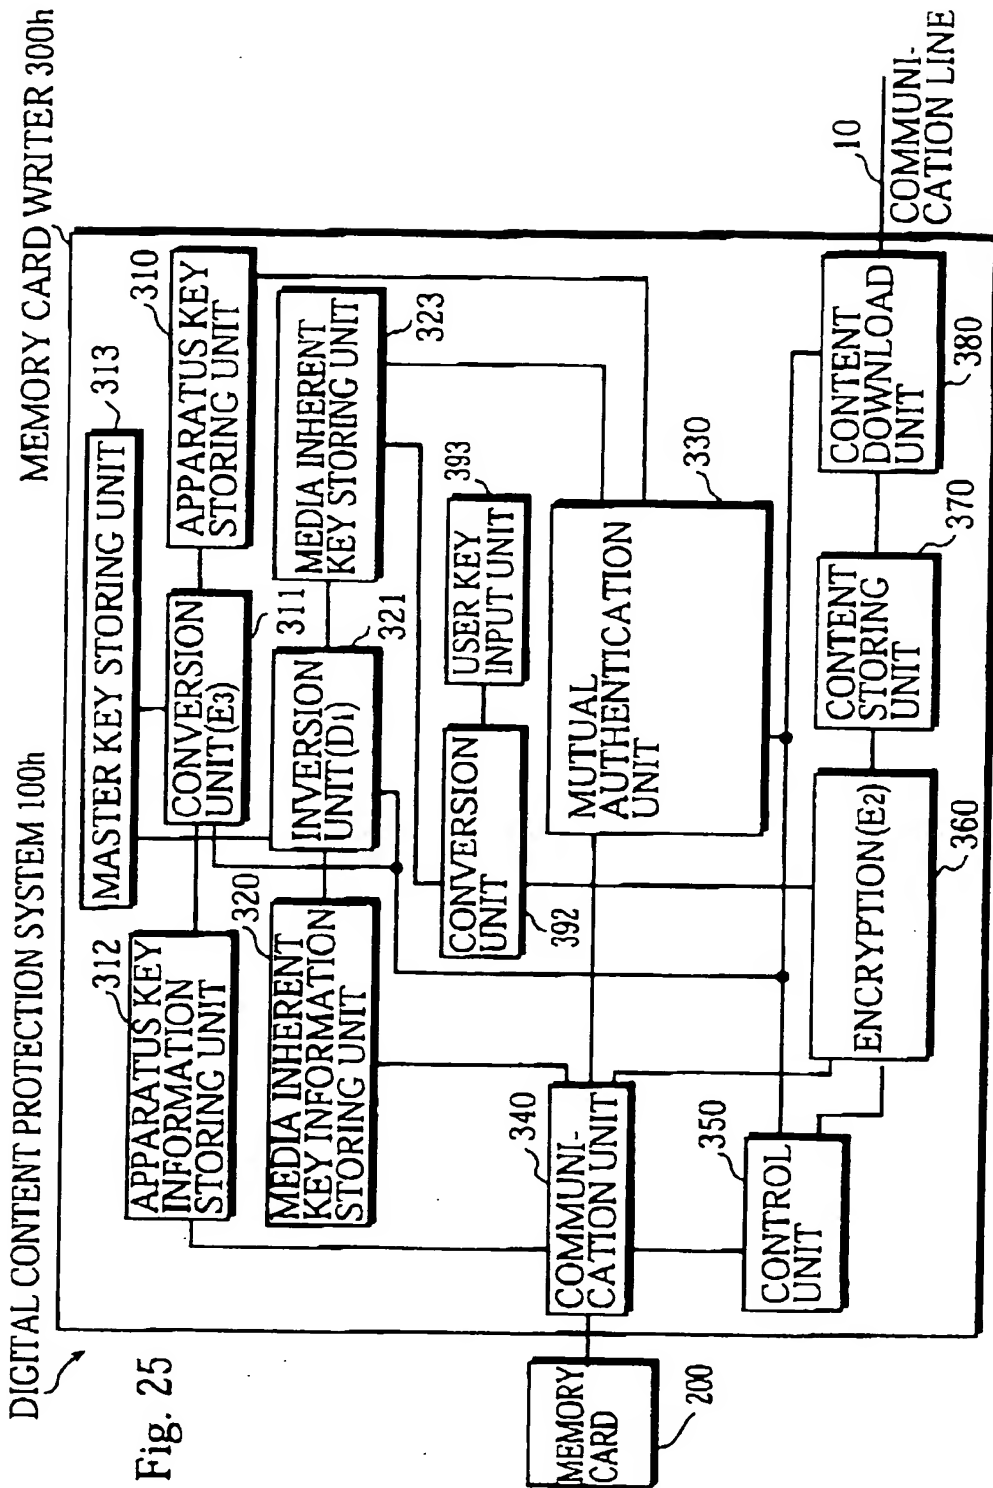 DIGITAL CONTENT PROTECTION SYSTEM 100h
Fig. 25
MEMORY CARD WRITER 300h
MASTER KEY STORING UNIT
313
312
APPARATUS KEY
INFORMATION
STORING UNIT
CONVERSION
UNIT(E3)
311
APPARATUS KEY
STORING UNIT
310
320
MEDIA INHERENT
KEY INFORMATION
STORING UNIT
INVERSION
UNIT(D1)
321
MEDIA INHERENT
KEY STORING UNIT
323
CONVERSION
UNIT
392
USER KEY
INPUT UNIT
393
MEMORY
CARD
200
340
COMMUNI-
CATION UNIT
MUTUAL
AUTHENTICATION
UNIT
330
350
CONTROL
UNIT
ENCRYPTION(E2)
360
CONTENT
STORING
UNIT
370
CONTENT
DOWNLOAD
UNIT
380
10
COMMUNI-
CATION LINE